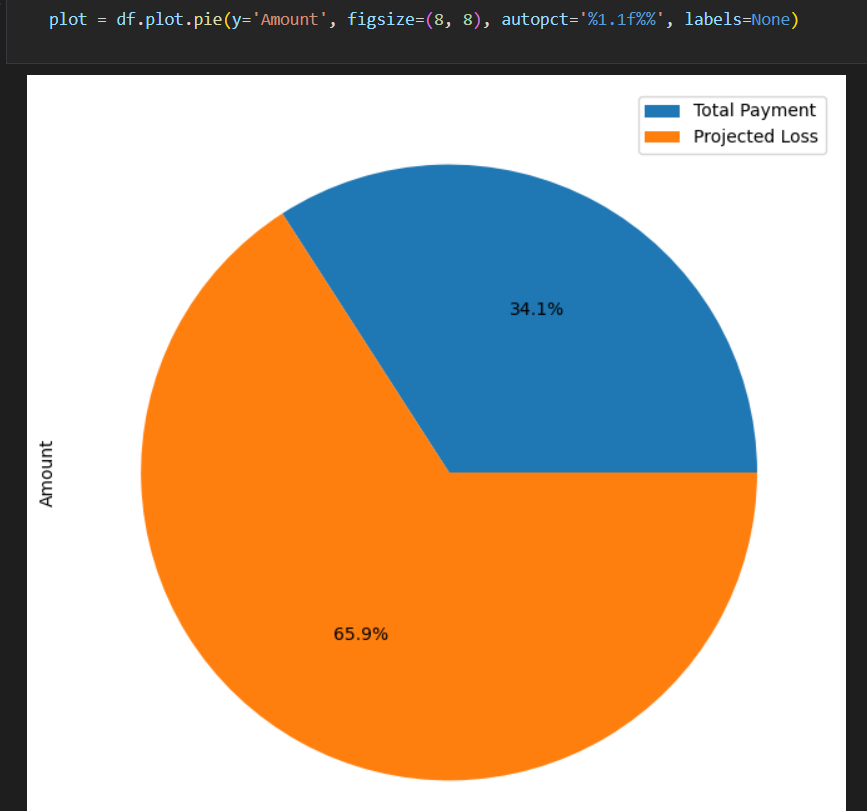 plot = df.plot.pie(y='Amount', figsize=(8, 8), autopct='%1.1f%%', labels=None)
Total Payment
Projected Loss
34.1%
Amount
65.9%